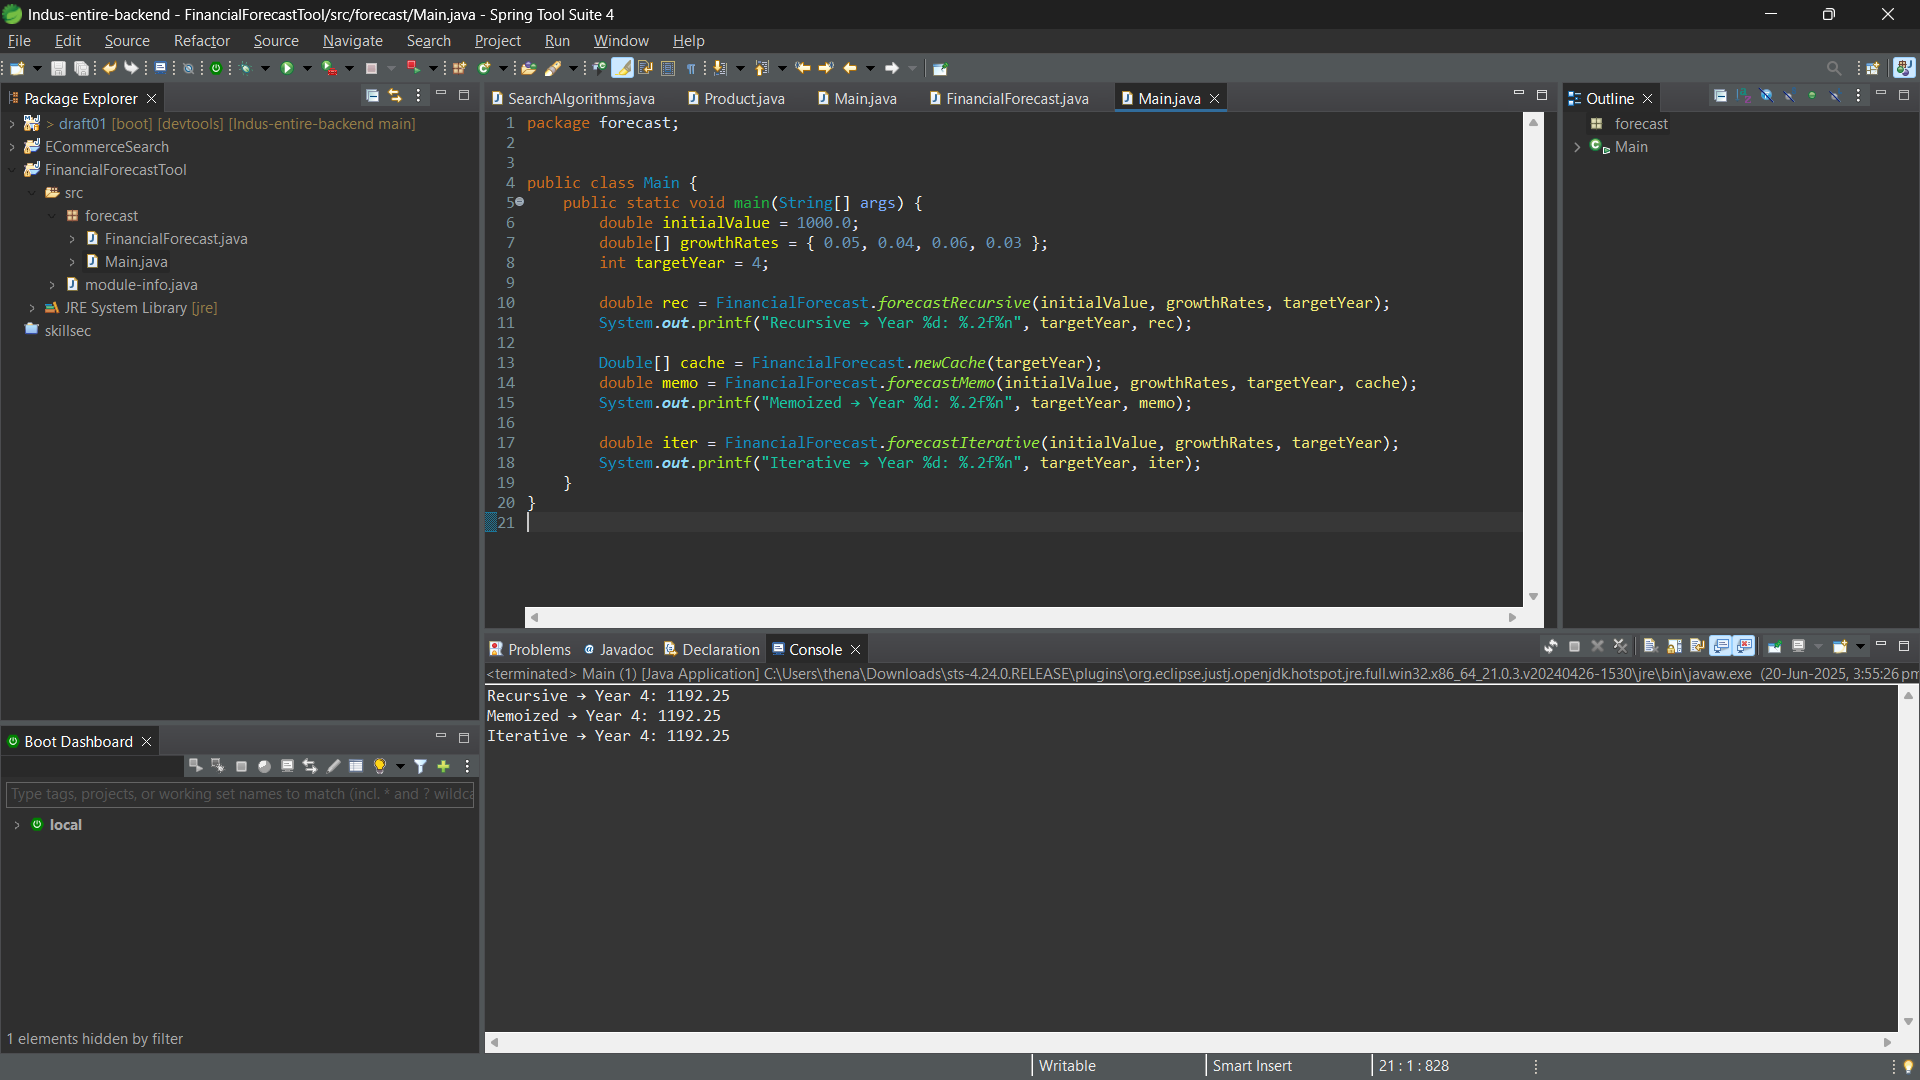 Indus-entire-backend - FinancialForecastTool/src/forecast/Main.java - Spring Tool Suite 4
File Edit Source Refactor Source Navigate Search Project Run Window Help
Package Explorer
> draft01 [boot] [devtools] [Indus-entire-backend main]
ECommerceSearch
FinancialForecastTool
src
forecast
FinancialForecast.java
Main.java
module-info.java
JRE System Library [jre]
skillsec
SearchAlgorithms.java Product.java Main.java FinancialForecast.java Main.java
1 package forecast;
2
3
4 public class Main {
5 public static void main(String[] args) {
6 double initialValue = 1000.0;
7 double[] growthRates = { 0.05, 0.04, 0.06, 0.03 };
8 int targetYear = 4;
9
10 double rec = FinancialForecast.forecastRecursive(initialValue, growthRates, targetYear);
11 System.out.printf("Recursive → Year %d: %.2f%n", targetYear, rec);
12
13 Double[] cache = FinancialForecast.newCache(targetYear);
14 double memo = FinancialForecast.forecastMemo(initialValue, growthRates, targetYear, cache);
15 System.out.printf("Memoized → Year %d: %.2f%n", targetYear, memo);
16
17 double iter = FinancialForecast.forecastIterative(initialValue, growthRates, targetYear);
18 System.out.printf("Iterative → Year %d: %.2f%n", targetYear, iter);
19 }
20 }
21
Outline
forecast
Main
Problems Javadoc Declaration Console
<terminated> Main (1) [Java Application] C:\Users\thena\Downloads\sts-4.24.0.RELEASE\plugins\org.eclipse.justj.openjdk.hotspot.jre.full.win32.x86_64_21.0.3.v20240426-1530\jre\bin\javaw.exe (20-Jun-2025, 3:55:26 pm
Recursive → Year 4: 1192.25
Memoized → Year 4: 1192.25
Iterative → Year 4: 1192.25
Boot Dashboard
Type tags, projects, or working set names to match (incl. * and ? wildca
local
1 elements hidden by filter
Writable Smart Insert 21 : 1 : 828